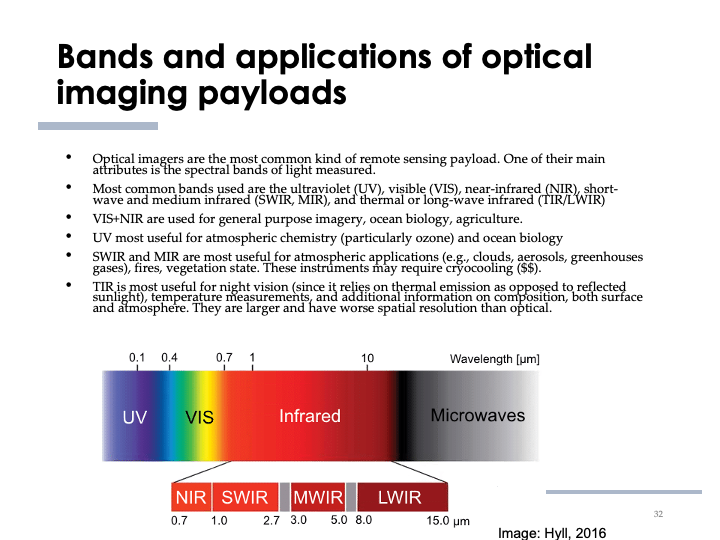 Bands and applications of optical
imaging payloads
• Optical imagers are the most common kind of remote sensing payload. One of their main
attributes is the spectral bands of light measured.
• Most common bands used are the ultraviolet (UV), visible (VIS), near-infrared (NIR), short-
wave and medium infrared (SWIR, MIR), and thermal or long-wave infrared (TIR/LWIR)
• VIS+NIR are used for general purpose imagery, ocean biology, agriculture.
• UV most useful for atmospheric chemistry (particularly ozone) and ocean biology
• SWIR and MIR are most useful for atmospheric applications (e.g., clouds, aerosols, greenhouses
gases), fires, vegetation state. These instruments may require cryocooling ($$).
• TIR is most useful for night vision (since it relies on thermal emission as opposed to reflected
sunlight), temperature measurements, and additional information on composition, both surface
and atmosphere. They are larger and have worse spatial resolution than optical.
0.1 0.4 0.7 1 10 Wavelength [µm]
UV VIS Infrared Microwaves
NIR SWIR MWIR LWIR
0.7 1.0 2.7 3.0 5.0 8.0 15.0 µm
32
Image: Hyll, 2016